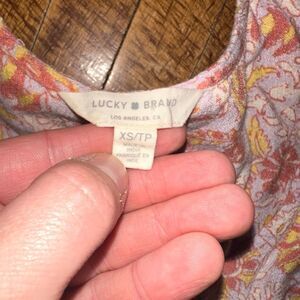 LUCKY BRAND
LOS ANGELES, CA
XS/TP
MADE IN
INDIA
FABRIQUÉ EN
INDE